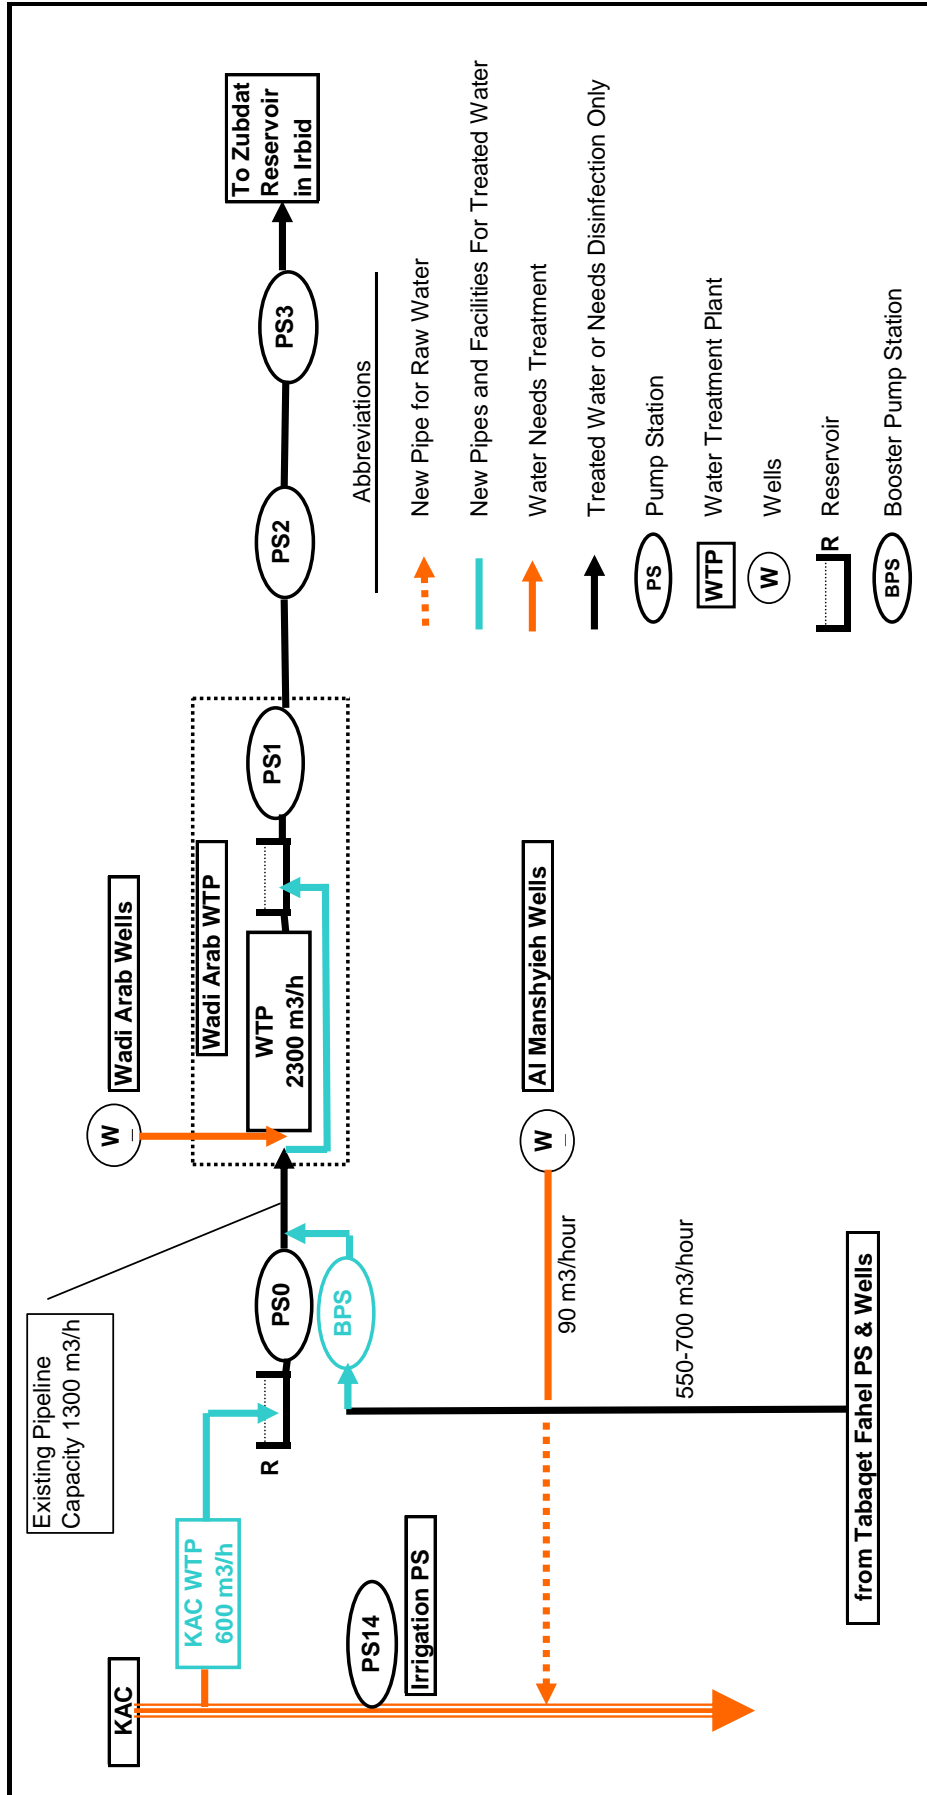 KAC
KAC WTP
600 m3/h
Existing Pipeline
Capacity 1300 m3/h
R
PS0
BPS
PS14
Irrigation PS
W
Wadi Arab Wells
Wadi Arab WTP
WTP
2300 m3/h
PS1
PS2
PS3
To Zubdat
Reservoir
in Irbid
W
Al Manshyieh Wells
90 m3/hour
550-700 m3/hour
from Tabaqet Fahel PS & Wells
Abbreviations
New Pipe for Raw Water
New Pipes and Facilities For Treated Water
Water Needs Treatment
Treated Water or Needs Disinfection Only
PS Pump Station
WTP Water Treatment Plant
W Wells
R Reservoir
BPS Booster Pump Station